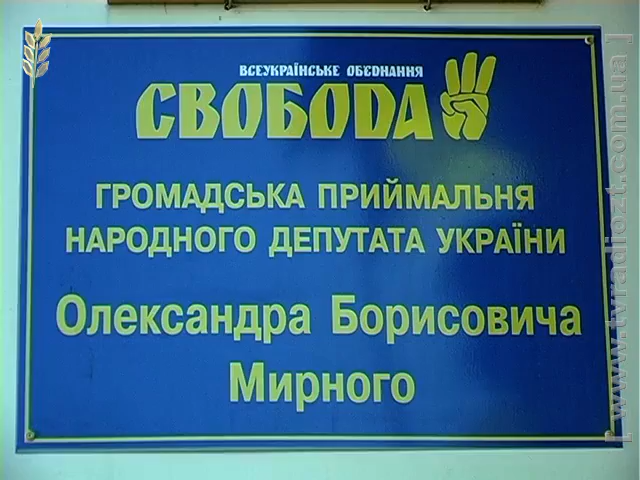 ВСЕУКРАЇНСЬКЕ ОБ'ЄДНАННЯ
СВОБОДА
ГРОМАДСЬКА ПРИЙМАЛЬНЯ
НАРОДНОГО ДЕПУТАТА УКРАЇНИ
Олександра Борисовича
Мирного
[ www.tvradiozt.com.ua ]